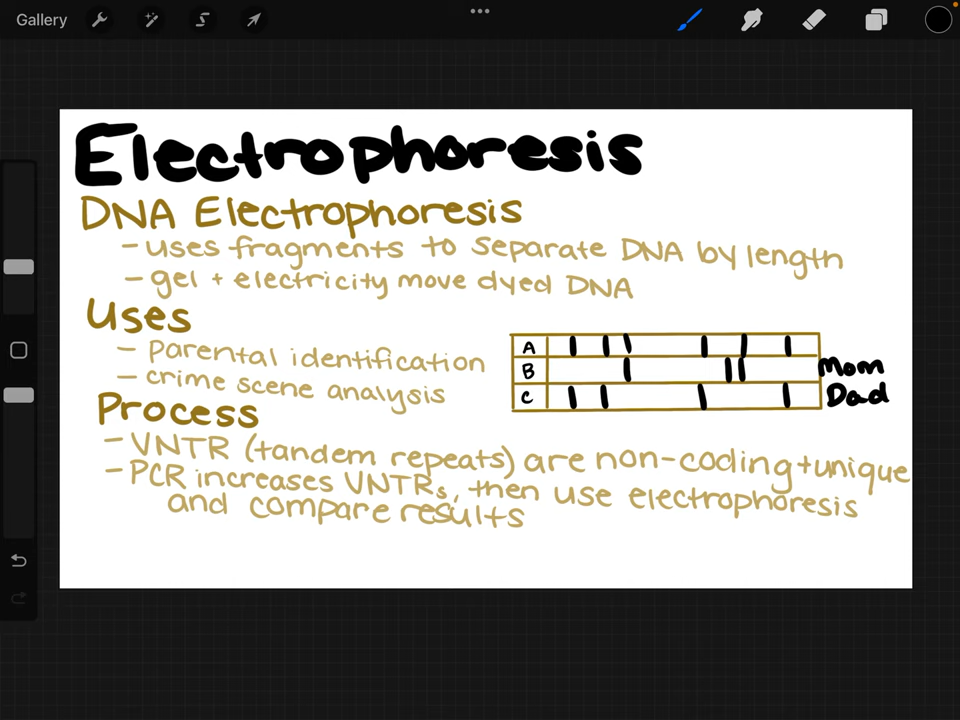 Gallery
Electrophoresis
DNA Electrophoresis
- uses fragments to separate DNA by length
- gel + electricity move dyed DNA
Uses
- Parental identification
- crime scene analysis
A
B Mom
C Dad
Process
- VNTR (tandem repeats) are non-coding + unique
- PCR increases VNTRs, then use electrophoresis
and compare results